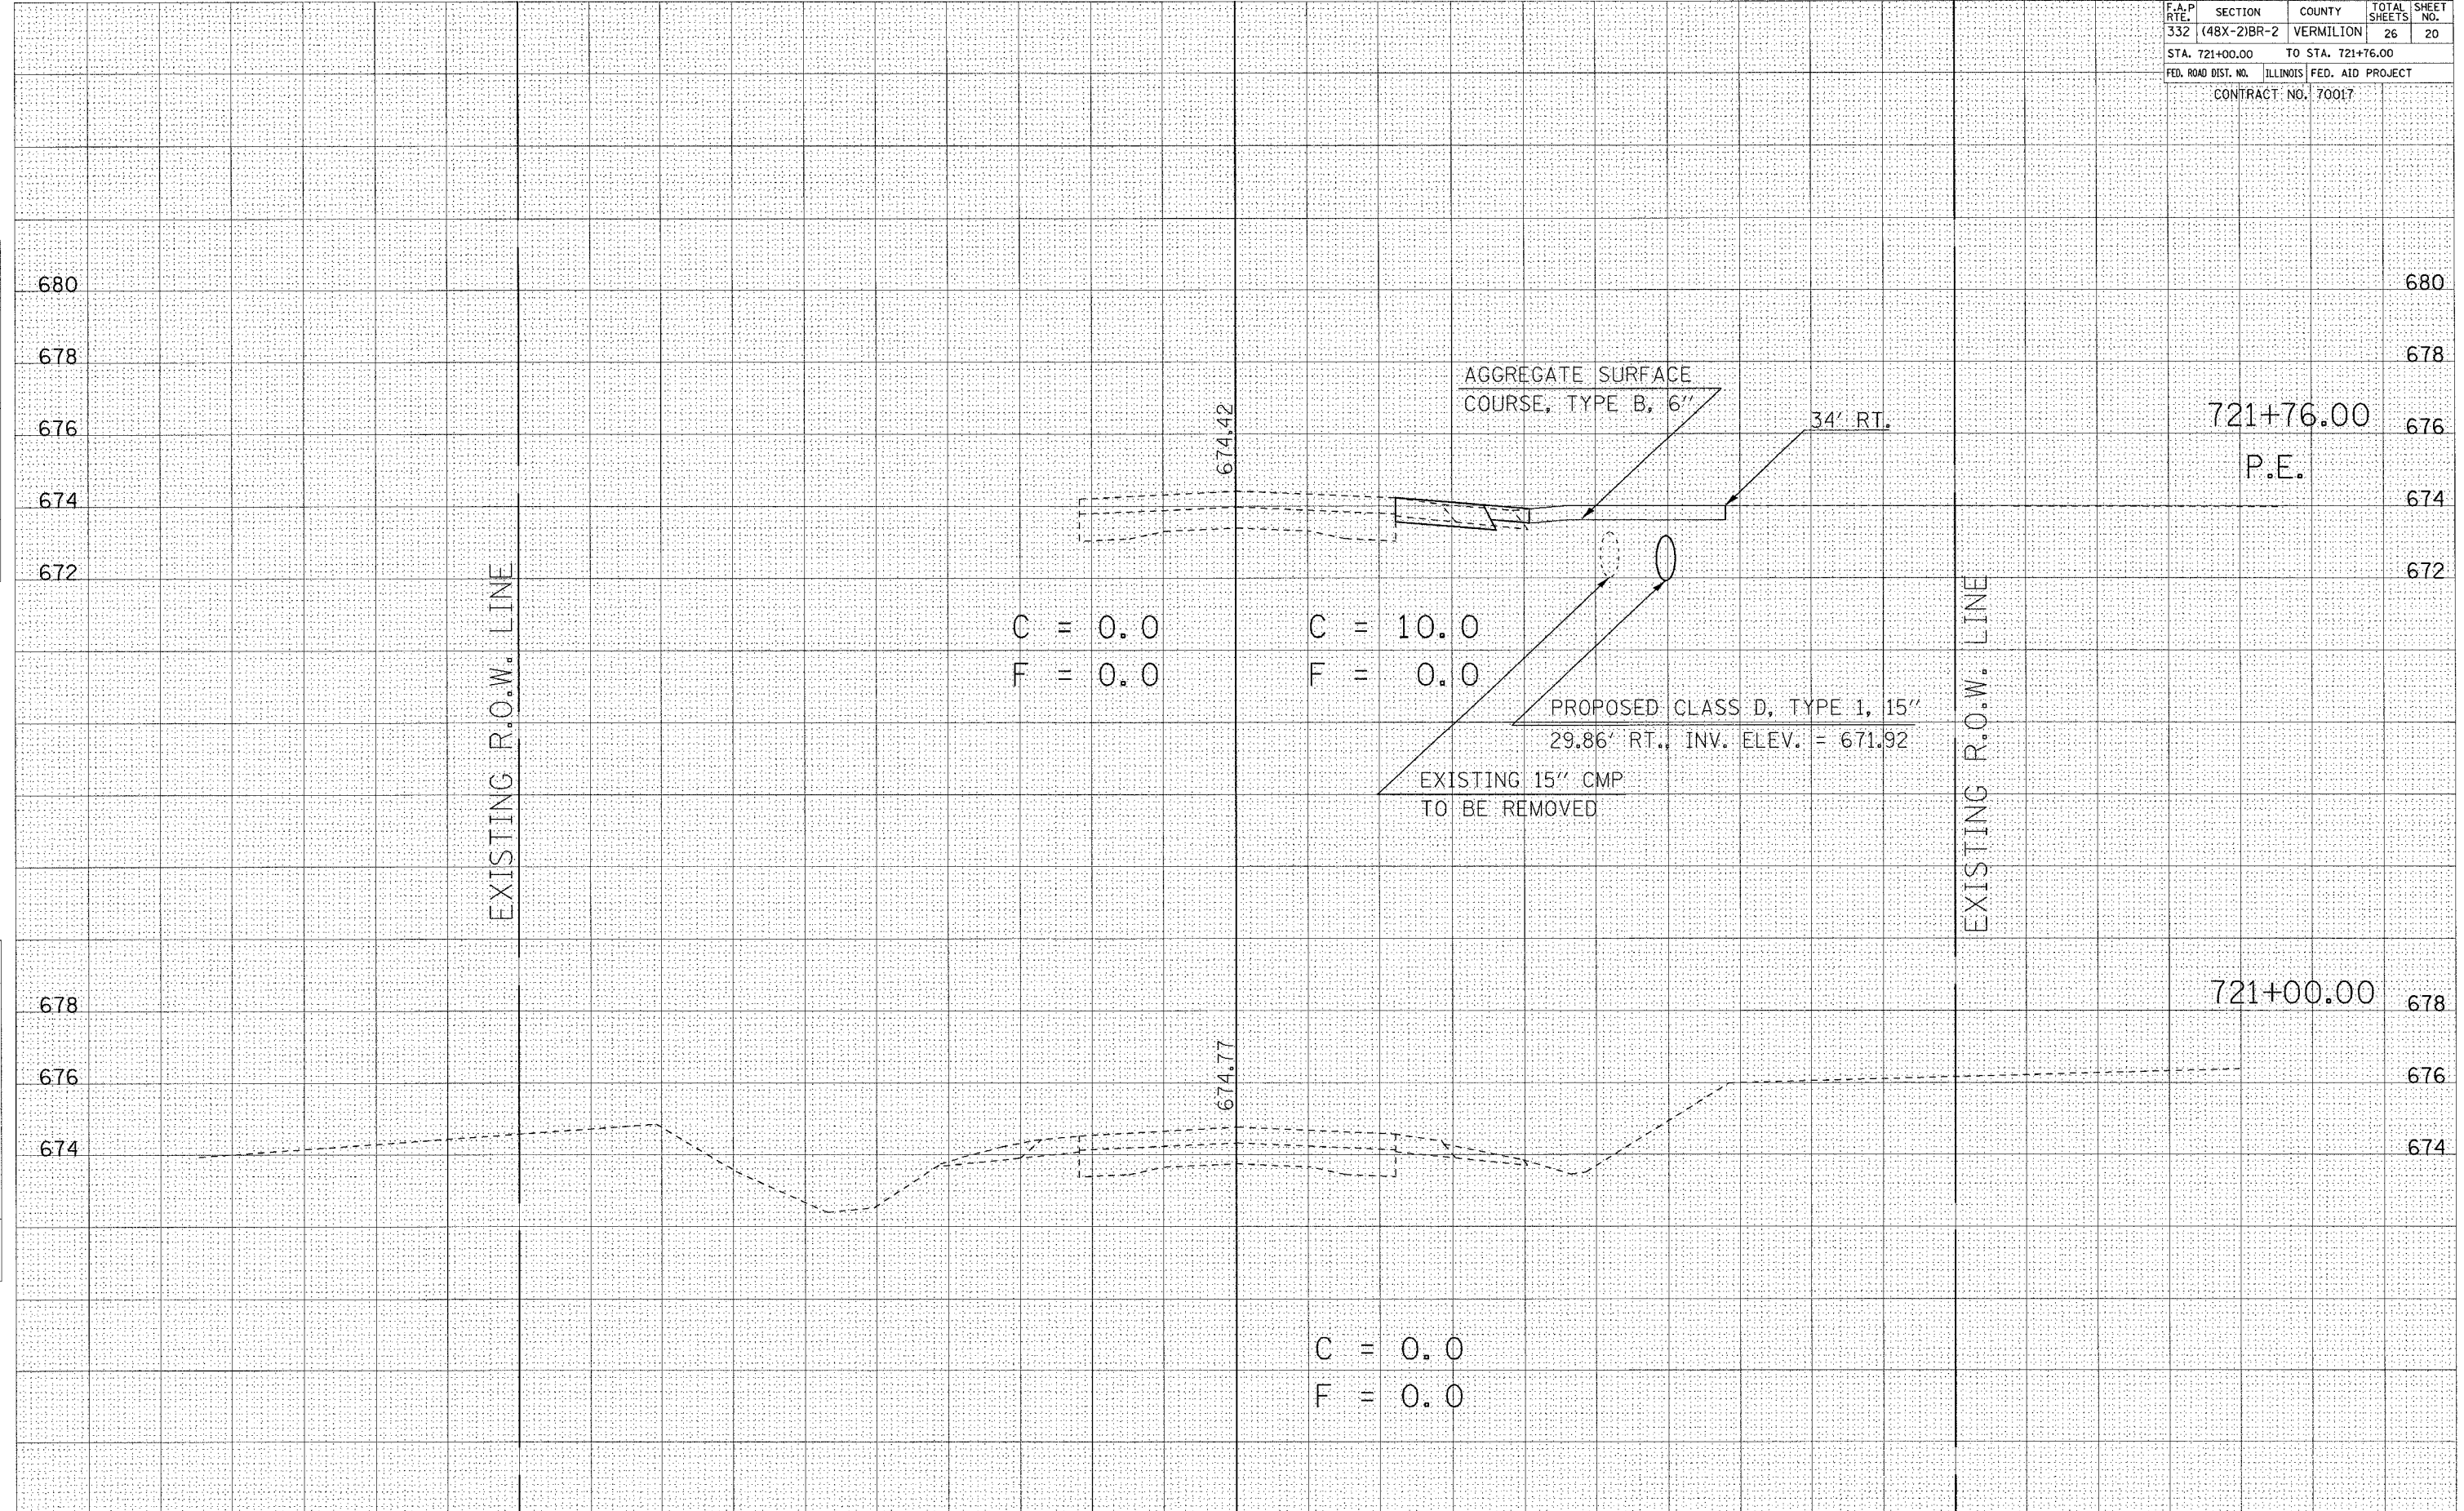 F.A.P RTE. SECTION COUNTY TOTAL SHEETS SHEET NO.
332 (48X-2)BR-2 VERMILION 26 20
STA. 721+00.00 TO STA. 721+76.00
FED. ROAD DIST. NO. ILLINOIS FED. AID PROJECT
CONTRACT NO. 70017
680 680
678 678
AGGREGATE SURFACE
COURSE, TYPE B, 6"
34' RT.
721+76.00
676 676
674.42
P.E.
674 674
672 672
EXISTING R.O.W. LINE
EXISTING R.O.W. LINE
C = 0.0 C = 10.0
F = 0.0 F = 0.0
PROPOSED CLASS D, TYPE 1, 15"
29.86' RT., INV. ELEV. = 671.92
EXISTING 15" CMP
TO BE REMOVED
721+00.00
678 678
674.77
676 676
674 674
C = 0.0
F = 0.0